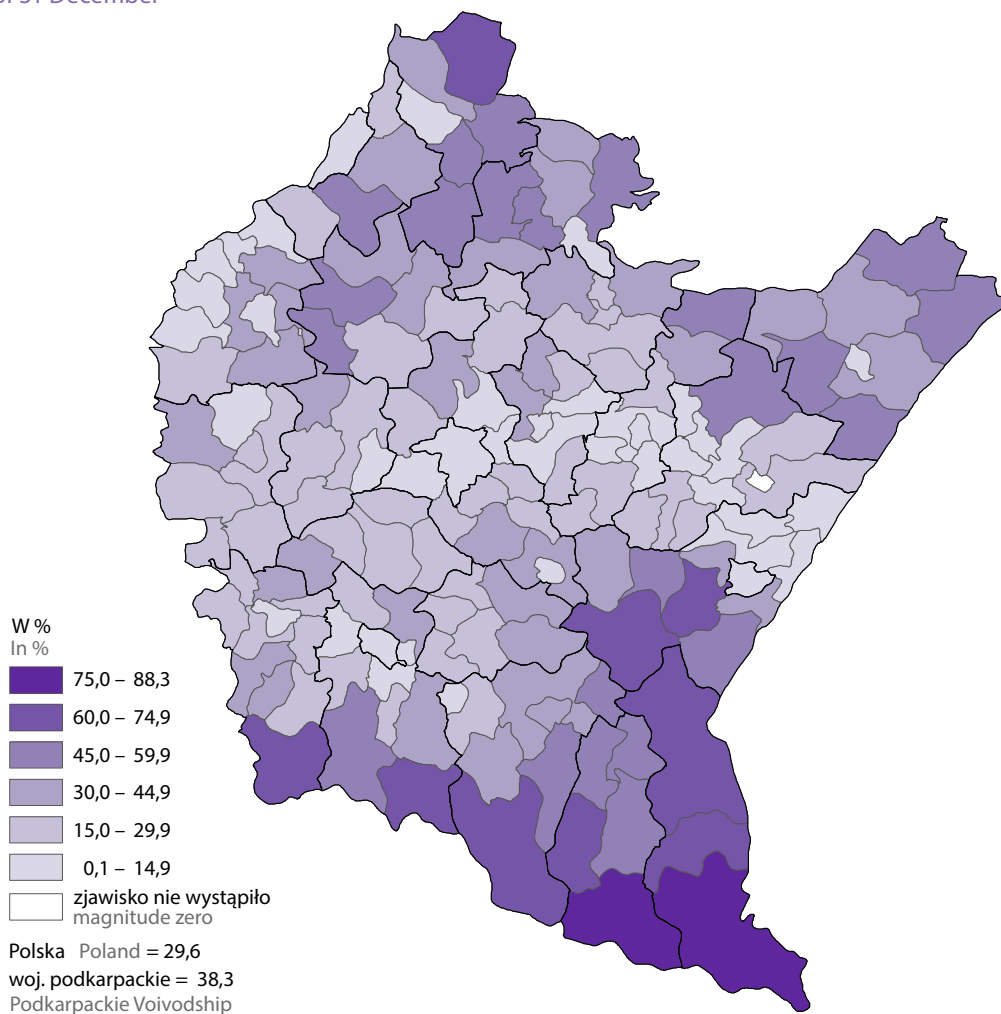 31 December
W %
In %
75,0 – 88,3
60,0 – 74,9
45,0 – 59,9
30,0 – 44,9
15,0 – 29,9
0,1 – 14,9
zjawisko nie wystąpiło
magnitude zero
Polska Poland = 29,6
woj. podkarpackie = 38,3
Podkarpackie Voivodship